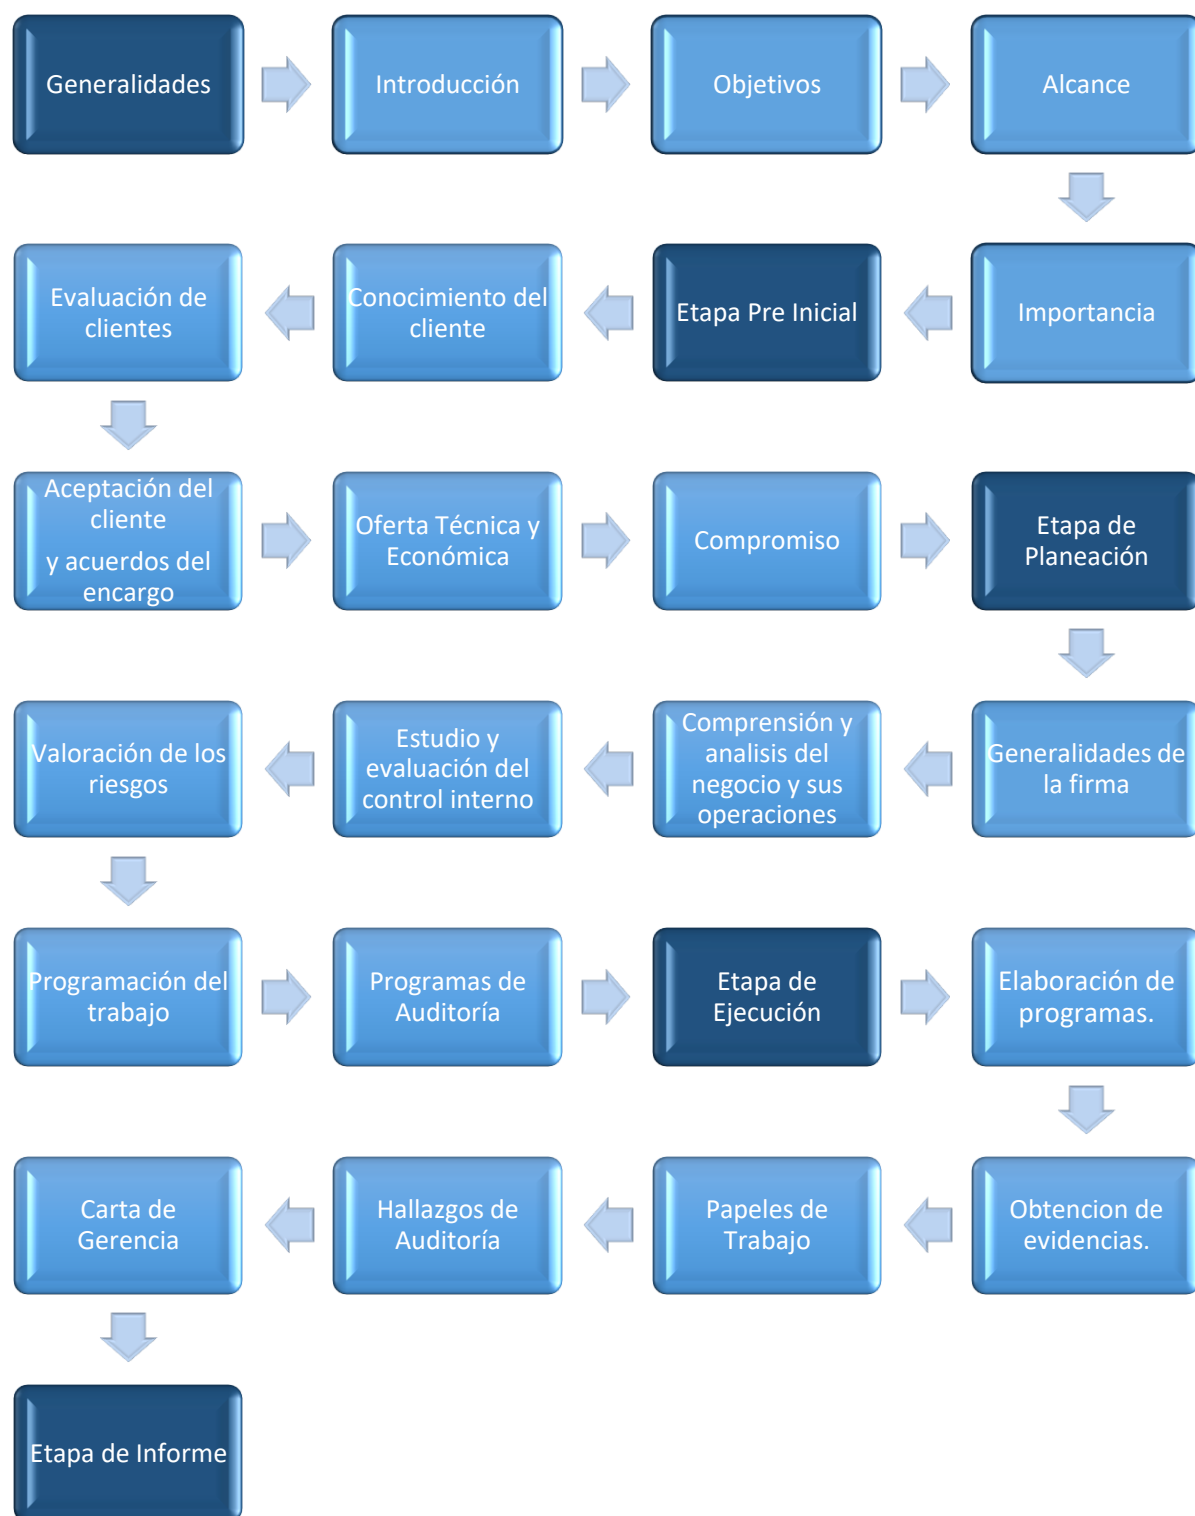 Generalidades
Introducción
Objetivos
Alcance
Importancia
Etapa Pre Inicial
Conocimiento del
cliente
Evaluación de
clientes
Aceptación del
cliente
y acuerdos del
encargo
Oferta Técnica y
Económica
Compromiso
Etapa de
Planeación
Generalidades de
la firma
Comprensión y
analisis del
negocio y sus
operaciones
Estudio y
evaluación del
control interno
Valoración de los
riesgos
Programación del
trabajo
Programas de
Auditoría
Etapa de
Ejecución
Elaboración de
programas.
Obtencion de
evidencias.
Papeles de
Trabajo
Hallazgos de
Auditoría
Carta de
Gerencia
Etapa de Informe